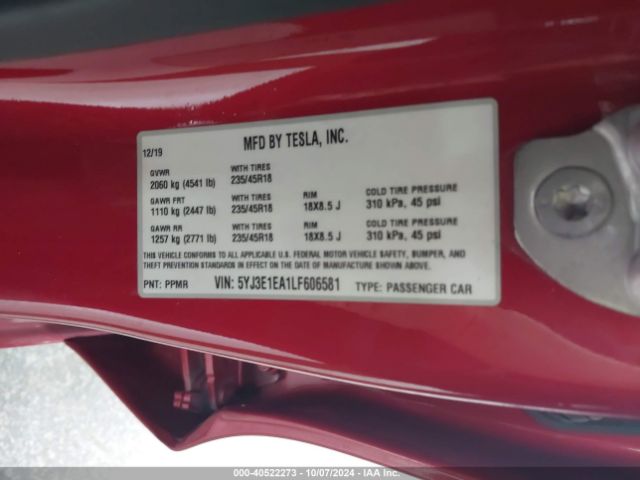 MFD BY TESLA, INC.
12/19
GVWR WITH TIRES
2060 kg (4541 lb) 235/45R18
GAWR FRT WITH TIRES RIM COLD TIRE PRESSURE
1110 kg (2447 lb) 235/45R18 18X8.5 J 310 kPa, 45 psi
GAWR RR WITH TIRES RIM COLD TIRE PRESSURE
1257 kg (2771 lb) 235/45R18 18X8.5 J 310 kPa, 45 psi
THIS VEHICLE CONFORMS TO ALL APPLICABLE U.S. FEDERAL MOTOR VEHICLE SAFETY, BUMPER, AND
THEFT PREVENTION STANDARDS IN EFFECT ON THE DATE OF MANUFACTURE SHOWN ABOVE.
PNT: PPMR VIN: 5YJ3E1EA1LF606581 TYPE: PASSENGER CAR
000-40522273 - 10/07/2024 - IAA Inc.